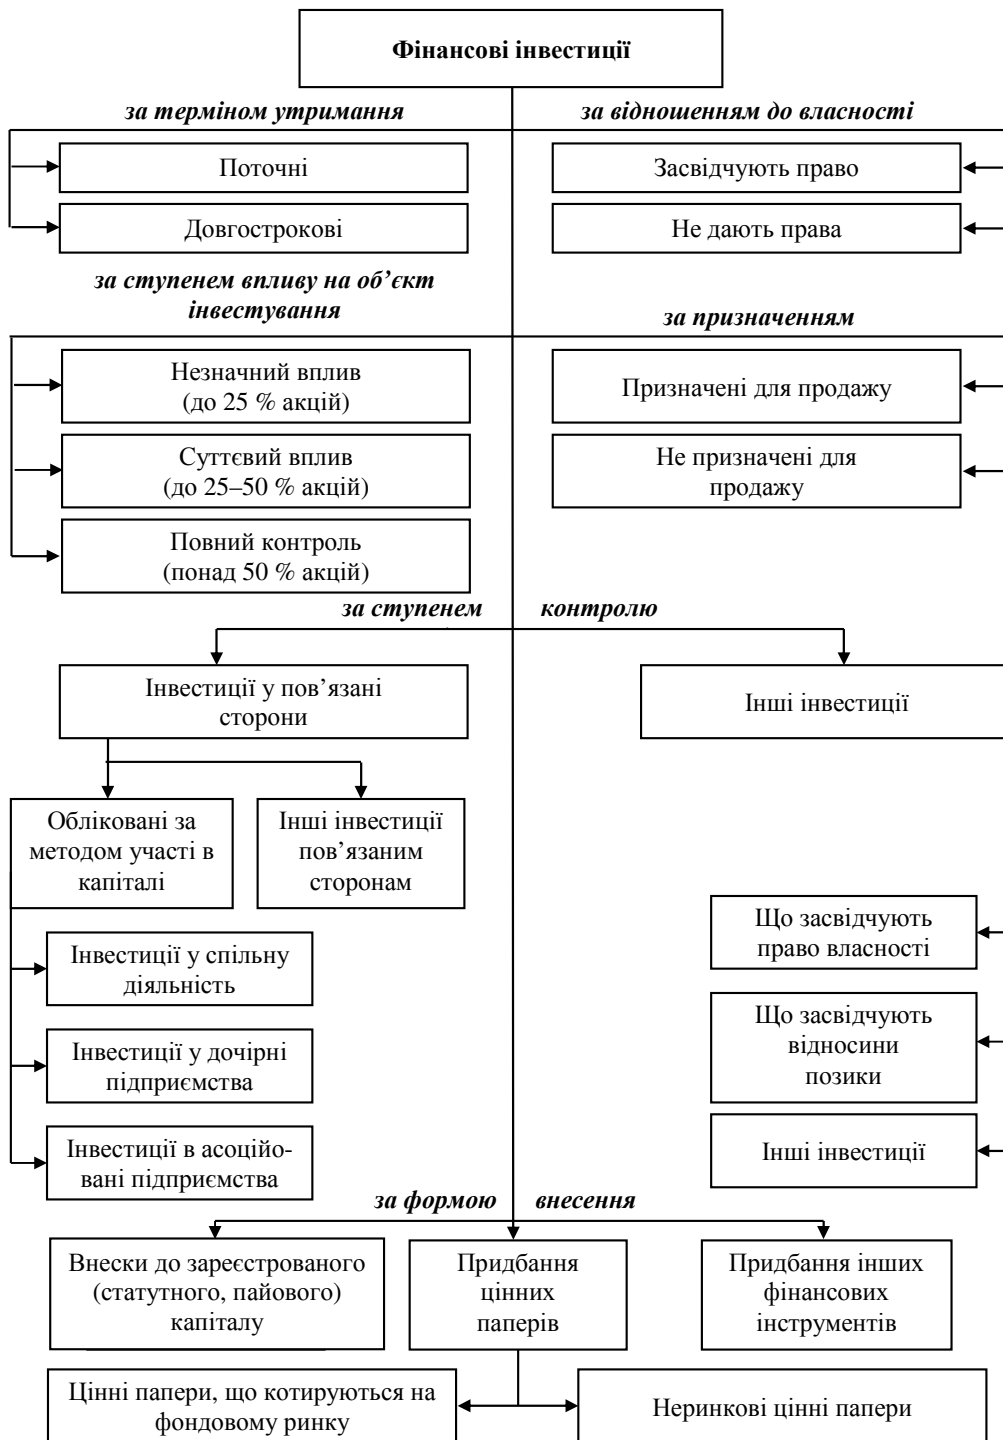 Фінансові інвестиції
за терміном утримання
за відношенням до власності
Поточні
Засвідчують право
Довгострокові
Не дають права
за ступенем впливу на об’єкт
інвестування
за призначенням
Незначний вплив
(до 25 % акцій)
Призначені для продажу
Суттєвий вплив
(до 25–50 % акцій)
Не призначені для
продажу
Повний контроль
(понад 50 % акцій)
за ступенем контролю
Інвестиції у пов’язані
сторони
Інші інвестиції
Обліковані за
методом участі в
капіталі
Інші інвестиції
пов’язаним
сторонам
Що засвідчують
право власності
Інвестиції у спільну
діяльність
Що засвідчують
відносини
позики
Інвестиції у дочірні
підприємства
Інші інвестиції
Інвестиції в асоційо-
вані підприємства
за формою внесення
Внески до зареєстрованого
(статутного, пайового)
капіталу
Придбання
цінних
паперів
Придбання інших
фінансових
інструментів
Цінні папери, що котируються на
фондовому ринку
Неринкові цінні папери